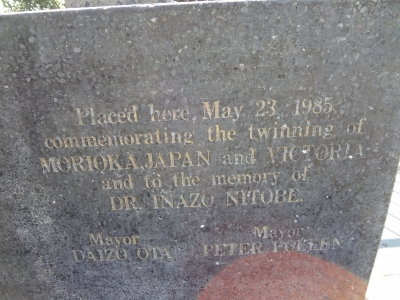 Placed here, May 23, 1985,
commemorating the twinning of
MORIOKA, JAPAN and VICTORIA
and to the memory of
DR. INAZO NITOBE.
Mayor
DAIZO OTA
Mayor
PETER POLLEN